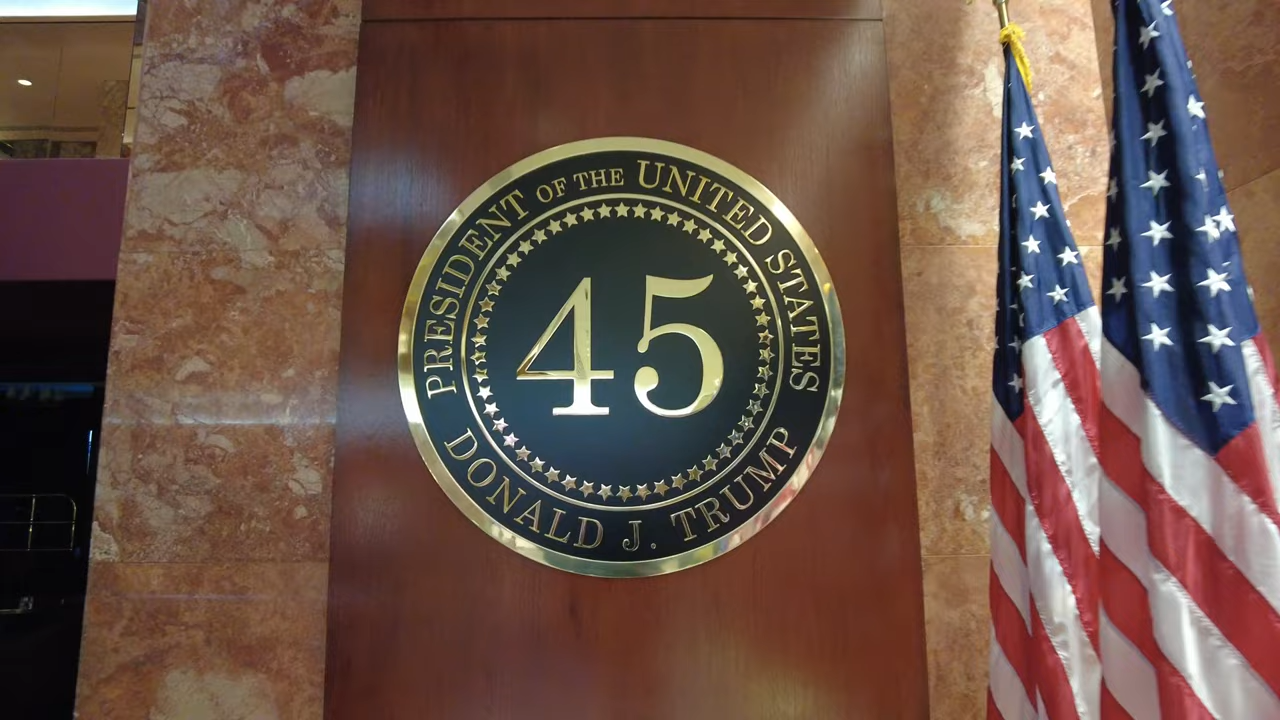 PRESIDENT OF THE UNITED STATES
45
DONALD J. TRUMP